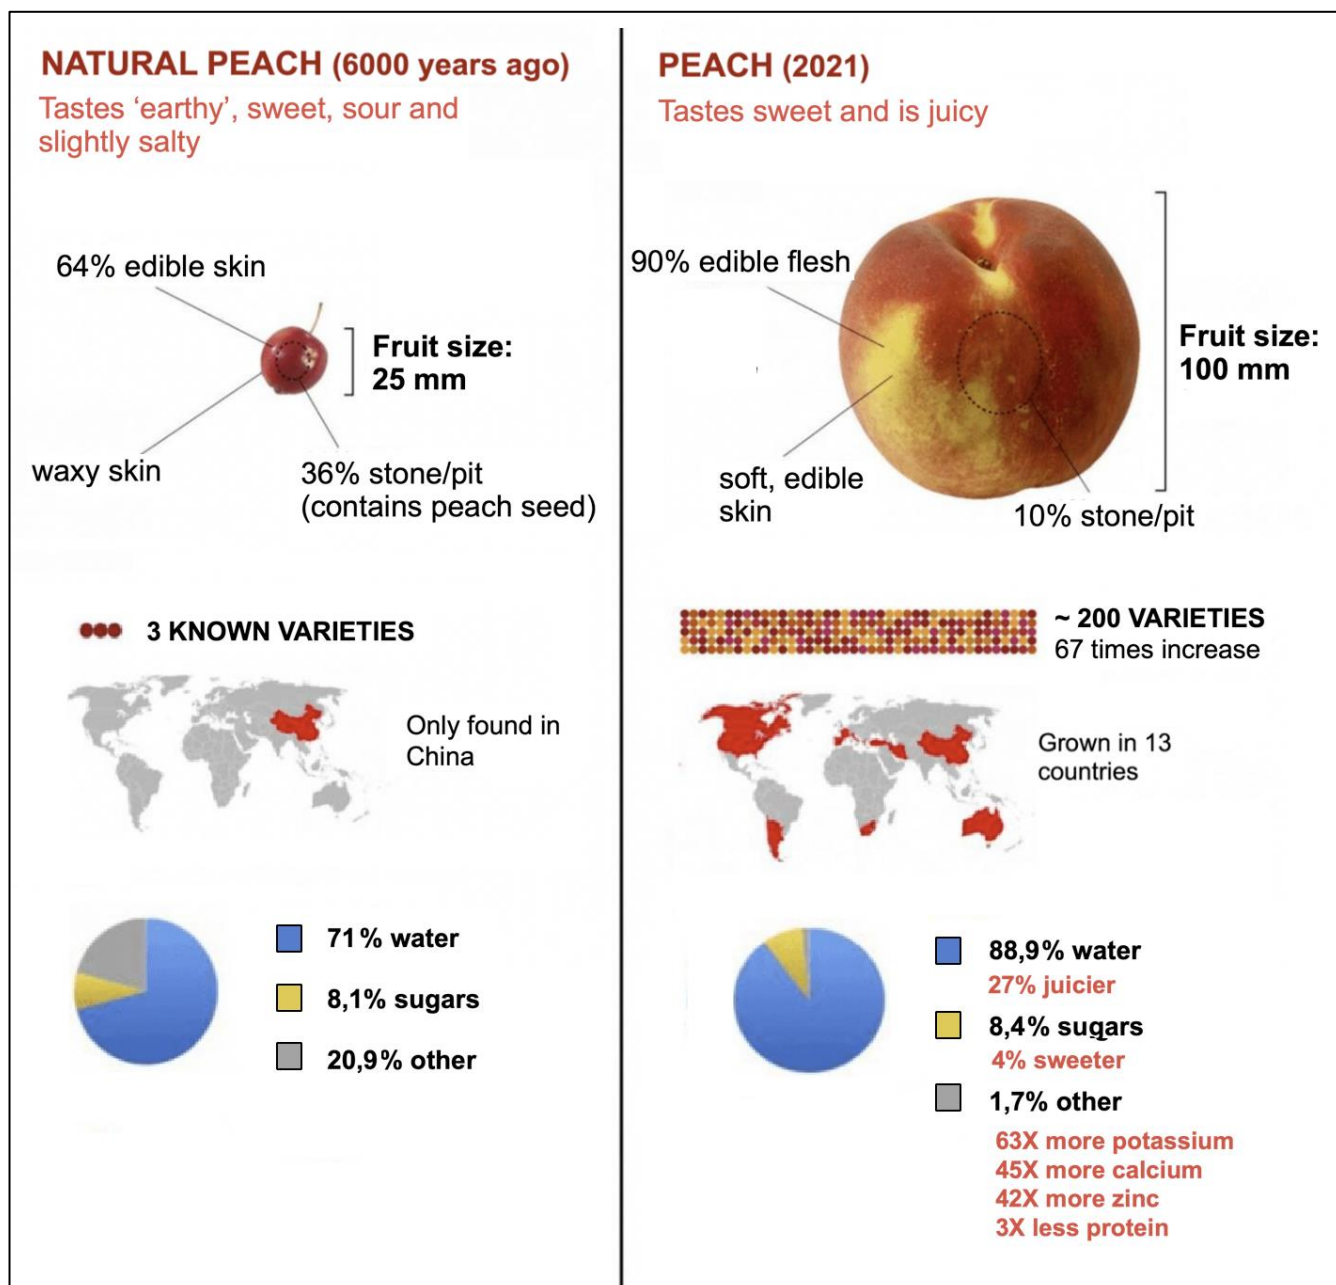 NATURAL PEACH (6000 years ago)
Tastes ‘earthy’, sweet, sour and
slightly salty
64% edible skin
Fruit size:
25 mm
waxy skin
36% stone/pit
(contains peach seed)
3 KNOWN VARIETIES
Only found in
China
71% water
8,1% sugars
20,9% other
PEACH (2021)
Tastes sweet and is juicy
90% edible flesh
Fruit size:
100 mm
soft, edible
skin
10% stone/pit
~ 200 VARIETIES
67 times increase
Grown in 13
countries
88,9% water
27% juicier
8,4% sugars
4% sweeter
1,7% other
63X more potassium
45X more calcium
42X more zinc
3X less protein